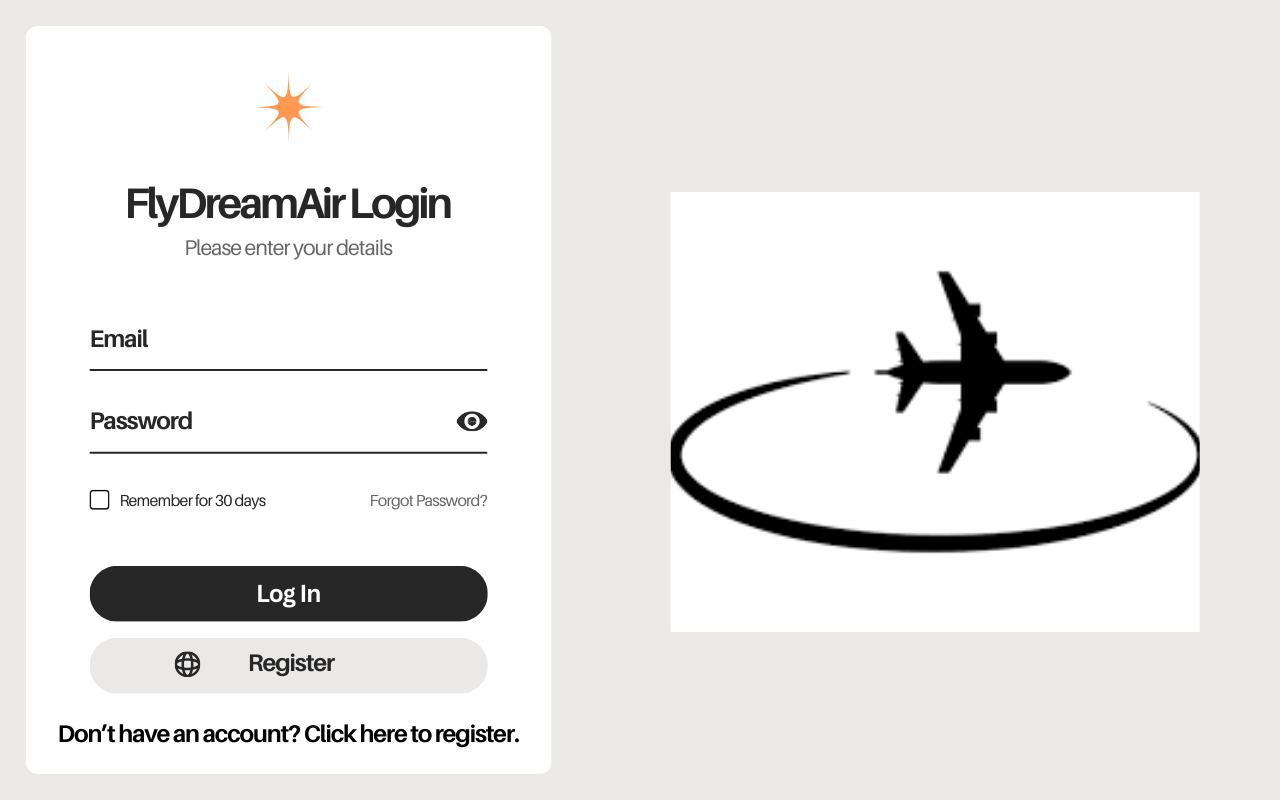 FlyDreamAir Login
Please enter your details
Email
Password
Remember for 30 days
Forgot Password?
Log In
Register
Don’t have an account? Click here to register.